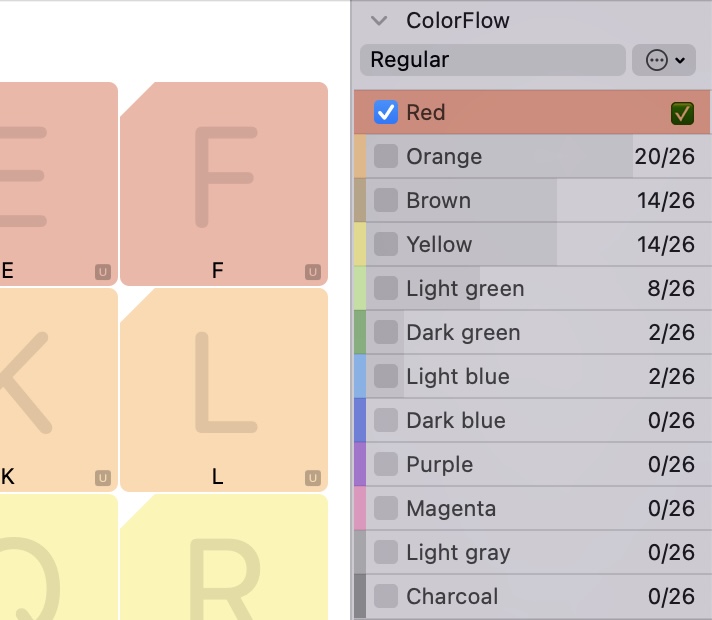 ColorFlow
Regular
Red
Orange 20/26
Brown 14/26
Yellow 14/26
Light green 8/26
Dark green 2/26
Light blue 2/26
Dark blue 0/26
Purple 0/26
Magenta 0/26
Light gray 0/26
Charcoal 0/26
E F
E U F U
K L
K U L U
Q R